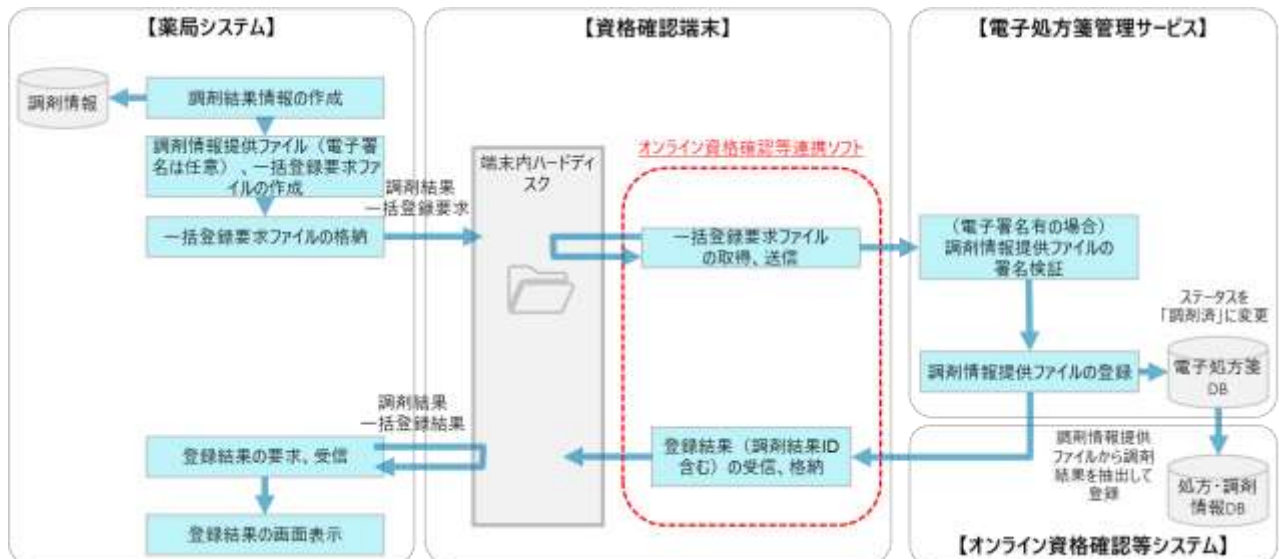 【薬局システム】
調剤情報
調剤結果情報の作成
調剤情報提供ファイル（電子署
名は任意）、一括登録要求ファ
イルの作成
一括登録要求ファイルの格納
調剤結果
一括登録要求
調剤結果
一括登録結果
登録結果の要求、受信
登録結果の画面表示
【資格確認端末】
端末内ハードディ
スク
オンライン資格確認等連携ソフト
一括登録要求ファイル
の取得、送信
登録結果（調剤結果ID
含む）の受信、格納
【電子処方箋管理サービス】
（電子署名有の場合）
調剤情報提供ファイルの
署名検証
ステータスを
「調剤済」に変更
調剤情報提供ファイルの登録
電子処方箋
DB
調剤情報提供
ファイルから調剤
結果を抽出して
登録
処方・調剤
情報DB
【オンライン資格確認等システム】